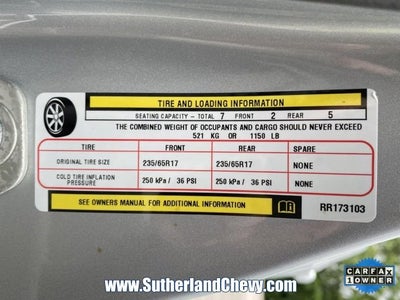 TIRE AND LOADING INFORMATION
SEATING CAPACITY - TOTAL 7 FRONT 2 REAR 5
THE COMBINED WEIGHT OF OCCUPANTS AND CARGO SHOULD NEVER EXCEED
521 KG OR 1150 LB
TIRE FRONT REAR SPARE
ORIGINAL TIRE SIZE 235/65R17 235/65R17 NONE
COLD TIRE INFLATION PRESSURE 250 kPa / 36 PSI 250 kPa / 36 PSI NONE
SEE OWNERS MANUAL FOR ADDITIONAL INFORMATION RR173103
www.SutherlandChevy.com
CARFAX
1 OWNER